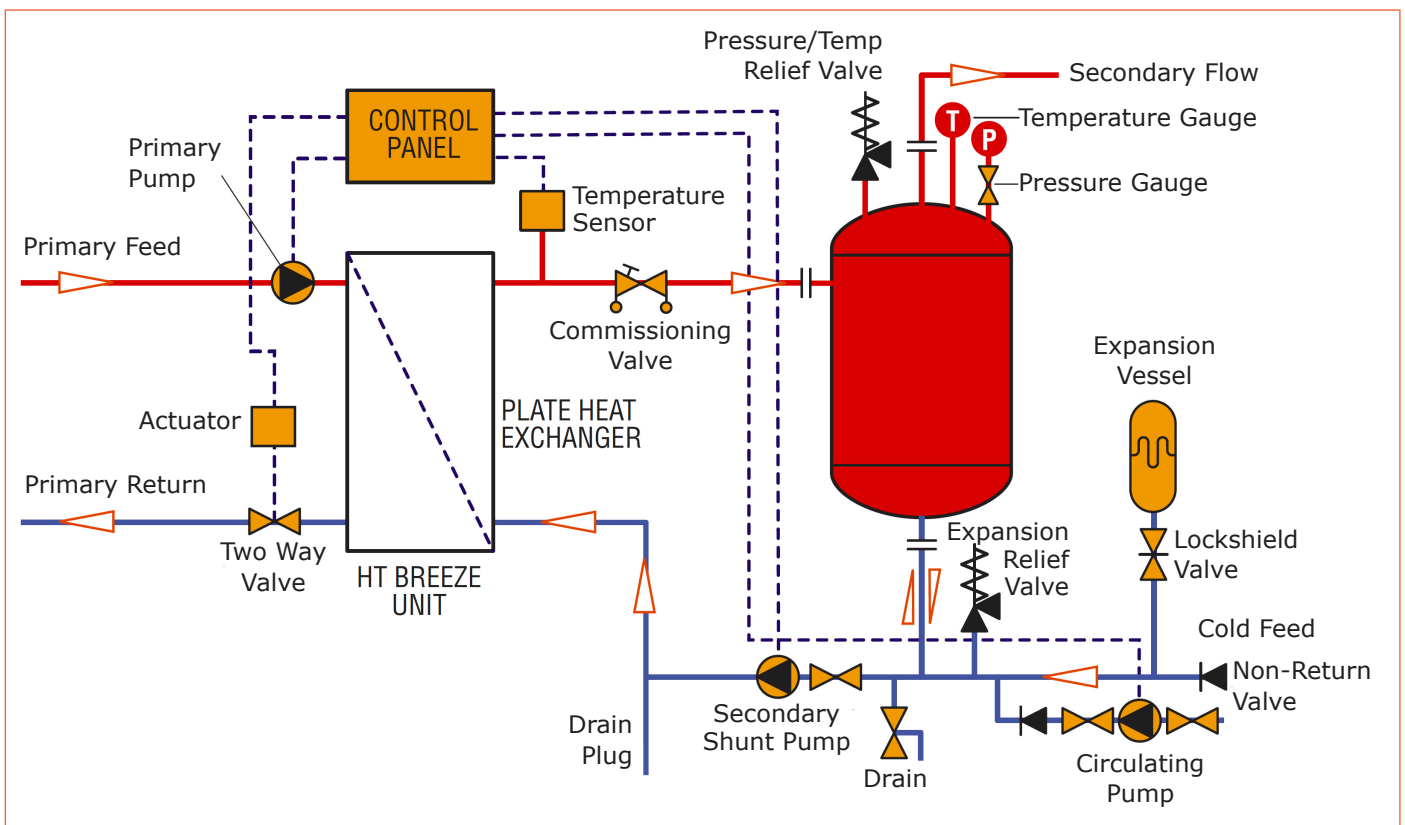 Pressure/Temp
Relief Valve
Secondary Flow
Temperature Gauge
T
P
Pressure Gauge
CONTROL
PANEL
Primary
Pump
Temperature
Sensor
Primary Feed
Commissioning
Valve
Expansion
Vessel
Actuator
PLATE HEAT
EXCHANGER
Primary Return
Two Way
Valve
HT BREEZE
UNIT
Expansion
Relief
Valve
Lockshield
Valve
Cold Feed
Non-Return
Valve
Drain
Plug
Secondary
Shunt Pump
Drain
Circulating
Pump